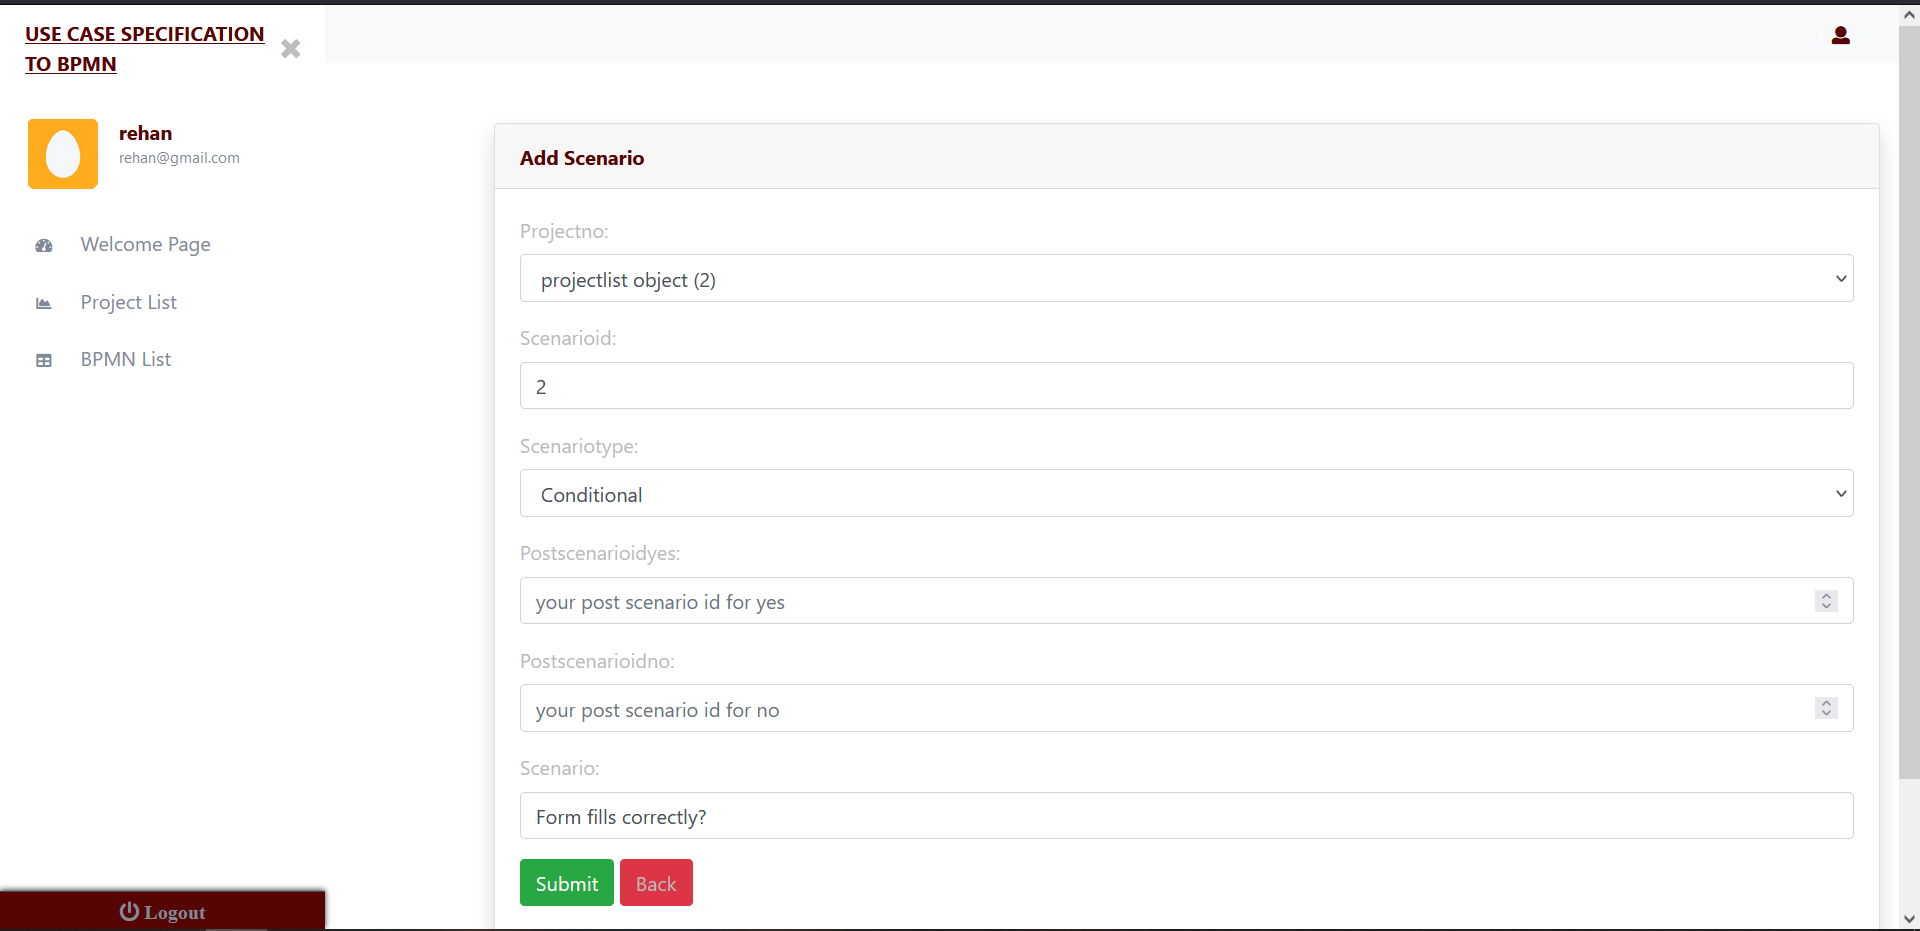 USE CASE SPECIFICATION
TO BPMN
rehan
rehan@gmail.com
Welcome Page
Project List
BPMN List
Logout
Add Scenario
Projectno:
projectlist object (2)
Scenarioid:
2
Scenariotype:
Conditional
Postscenarioidyes:
your post scenario id for yes
Postscenarioidno:
your post scenario id for no
Scenario:
Form fills correctly?
Submit Back